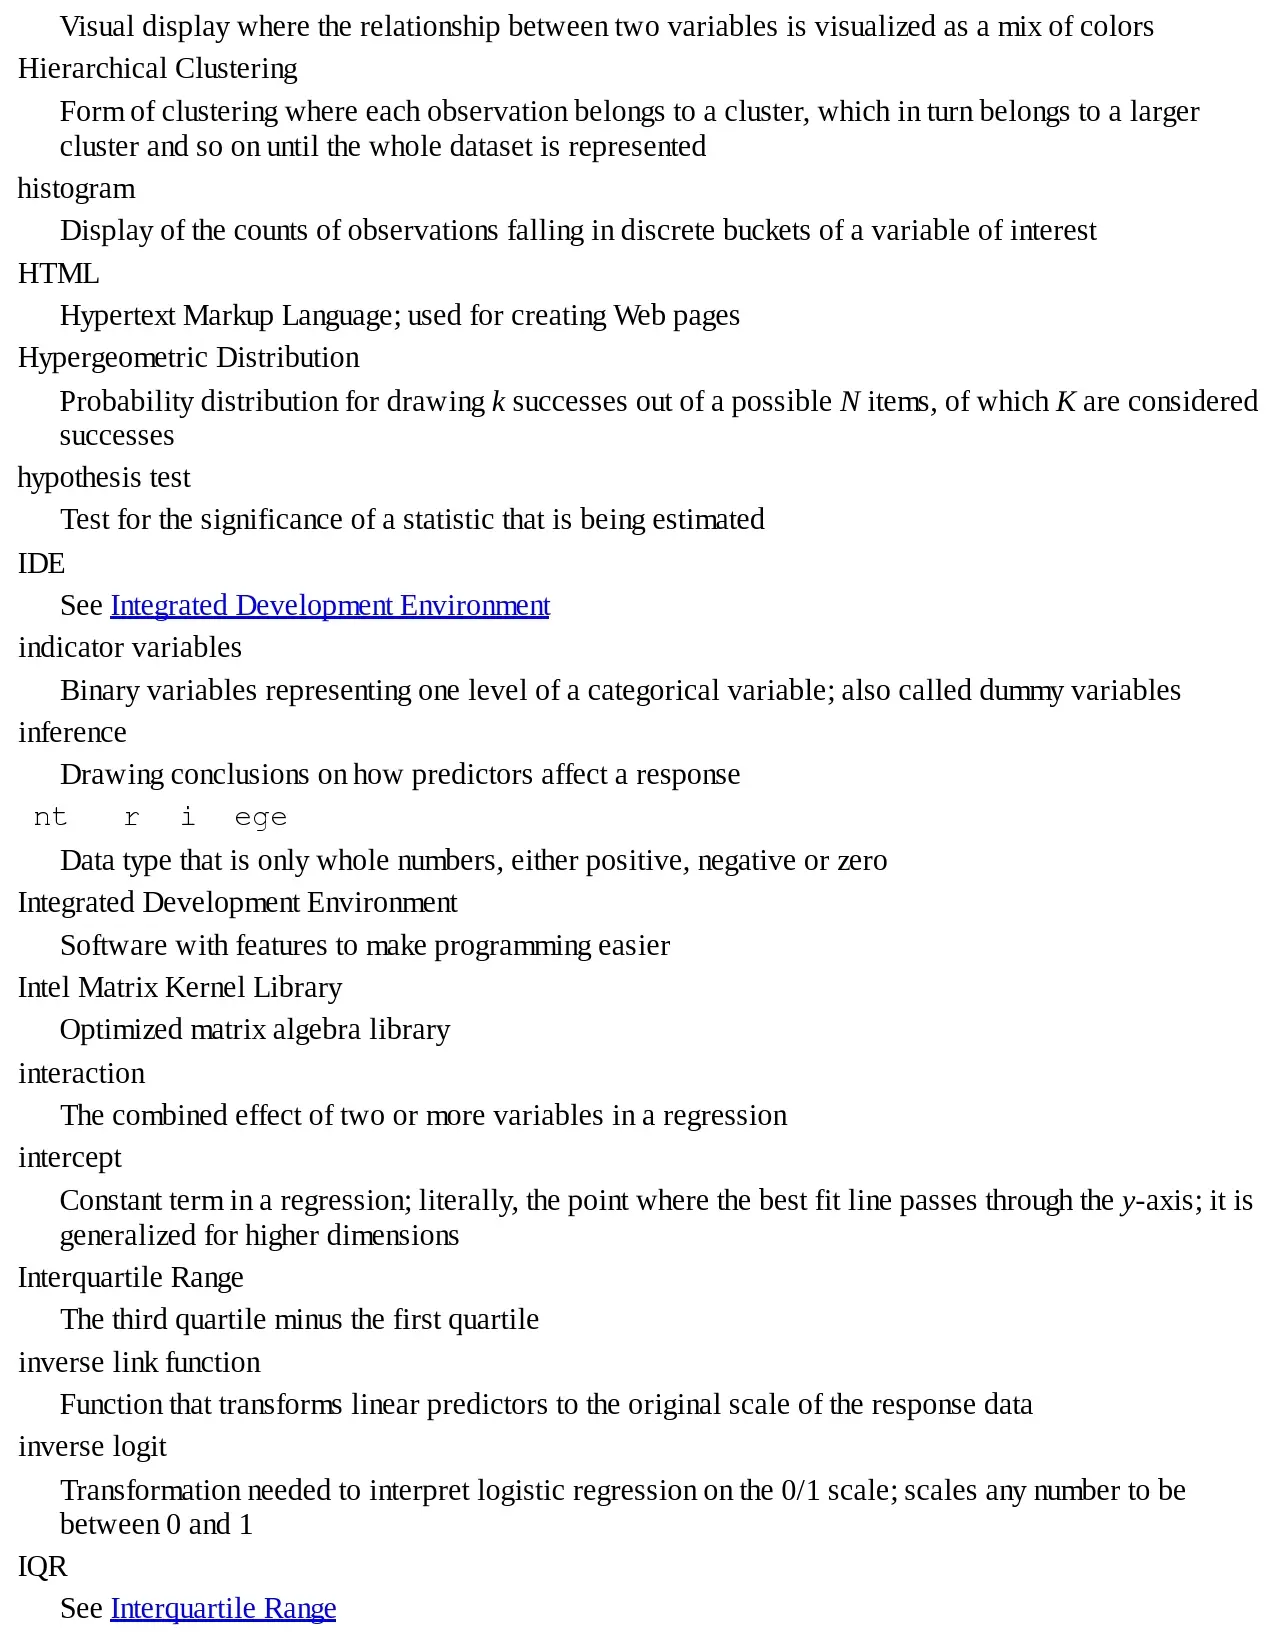 Visual display where the relationship between two variables is visualized as a mix of colors
Hierarchical Clustering
Form of clustering where each observation belongs to a cluster, which in turn belongs to a larger
cluster and so on until the whole dataset is represented
histogram
Display of the counts of observations falling in discrete buckets of a variable of interest
HTML
Hypertext Markup Language; used for creating Web pages
Hypergeometric Distribution
Probability distribution for drawing k successes out of a possible N items, of which K are considered
successes
hypothesis test
Test for the significance of a statistic that is being estimated
IDE
See Integrated Development Environment
indicator variables
Binary variables representing one level of a categorical variable; also called dummy variables
inference
Drawing conclusions on how predictors affect a response
nt r i ege
Data type that is only whole numbers, either positive, negative or zero
Integrated Development Environment
Software with features to make programming easier
Intel Matrix Kernel Library
Optimized matrix algebra library
interaction
The combined effect of two or more variables in a regression
intercept
Constant term in a regression; literally, the point where the best fit line passes through the y-axis; it is
generalized for higher dimensions
Interquartile Range
The third quartile minus the first quartile
inverse link function
Function that transforms linear predictors to the original scale of the response data
inverse logit
Transformation needed to interpret logistic regression on the 0/1 scale; scales any number to be
between 0 and 1
IQR
See Interquartile Range